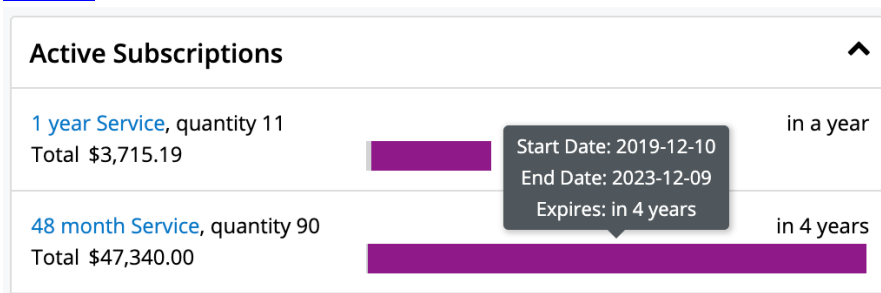 Active Subscriptions
1 year Service, quantity 11
in a year
Total $3,715.19
Start Date: 2019-12-10
End Date: 2023-12-09
Expires: in 4 years
48 month Service, quantity 90
in 4 years
Total $47,340.00